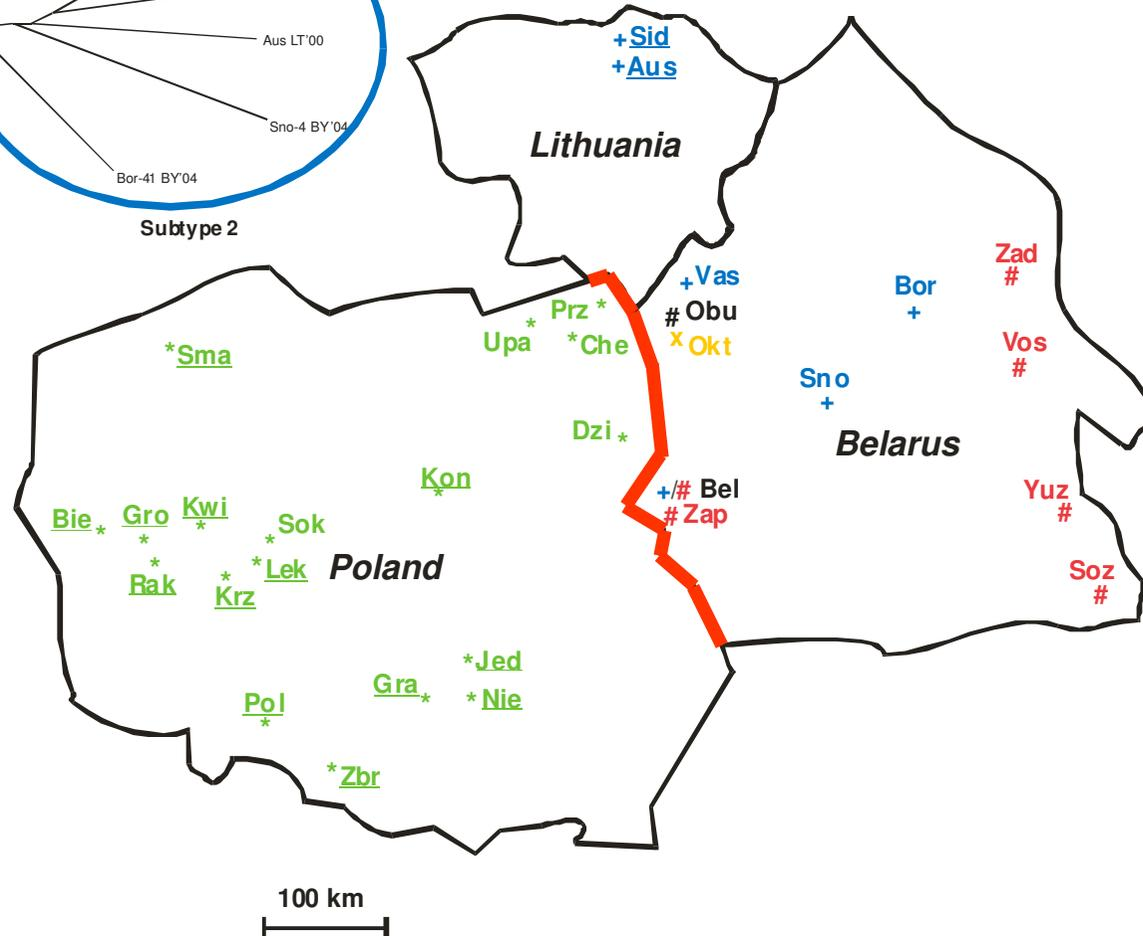 Aus LT'00
Sno-4 BY'04
Bor-41 BY'04
Subtype 2
+Sid
+Aus
Lithuania
+Vas
# Obu
x Okt
Bor
+
Zad
#
Vos
#
Sno
+
Belarus
Prz *
Upa *
*Che
*Sma
Dzi *
Kon
*
+/# Bel
# Zap
Yuz
#
Soz
#
Bie *
Gro
*
Kwi
*
Sok
*
*
Rak
*
Krz
*Lek
Poland
*Jed
Gra *
* Nie
Pol
*
*Zbr
100 km